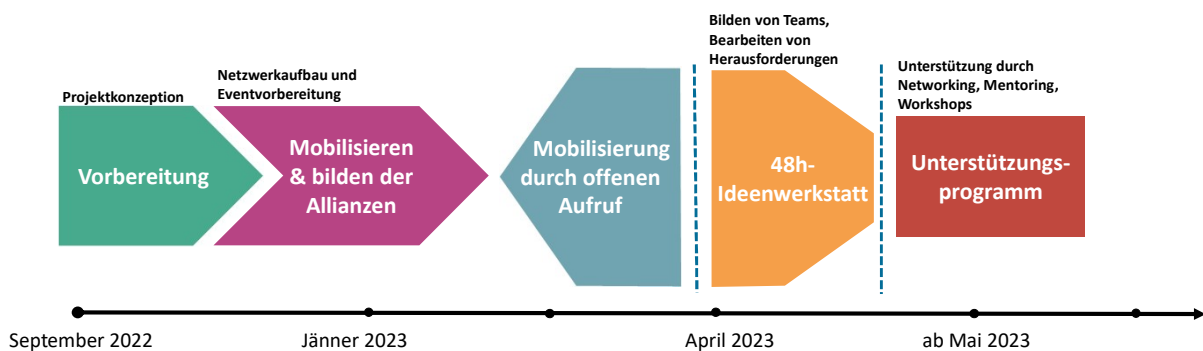 Projektkonzeption
Vorbereitung
Netzwerkaufbau und
Eventvorbereitung
Mobilisieren
& bilden der
Allianzen
Mobilisierung
durch offenen
Aufruf
Bilden von Teams,
Bearbeiten von
Herausforderungen
48h-
Ideenwerkstatt
Unterstützung durch
Networking, Mentoring,
Workshops
Unterstützungs-
programm
September 2022
Jänner 2023
April 2023
ab Mai 2023